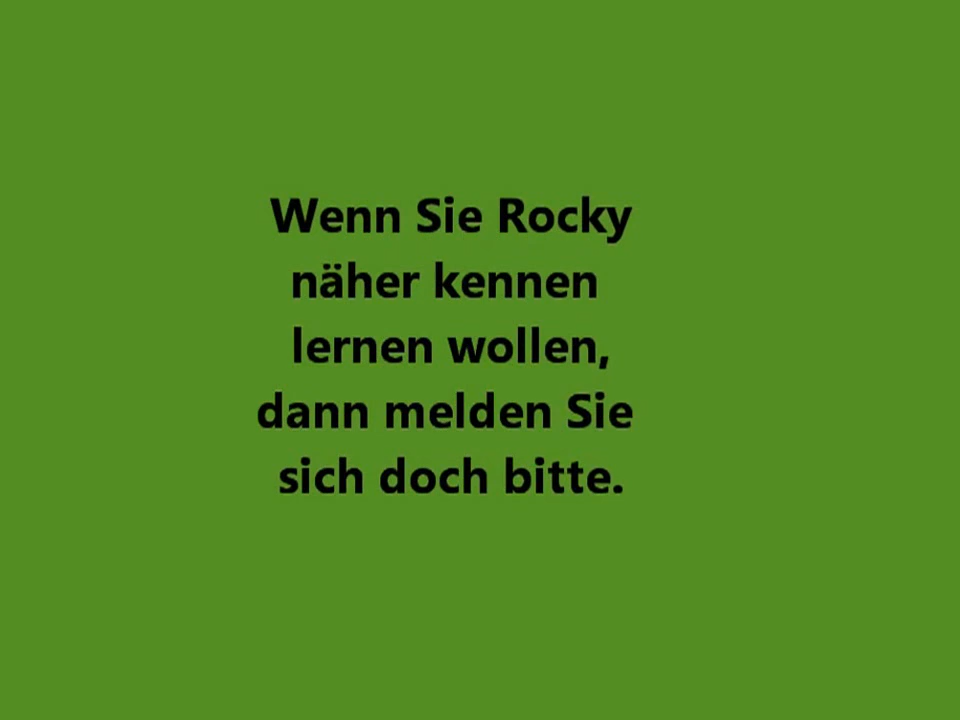 Wenn Sie Rocky
näher kennen
lernen wollen,
dann melden Sie
sich doch bitte.